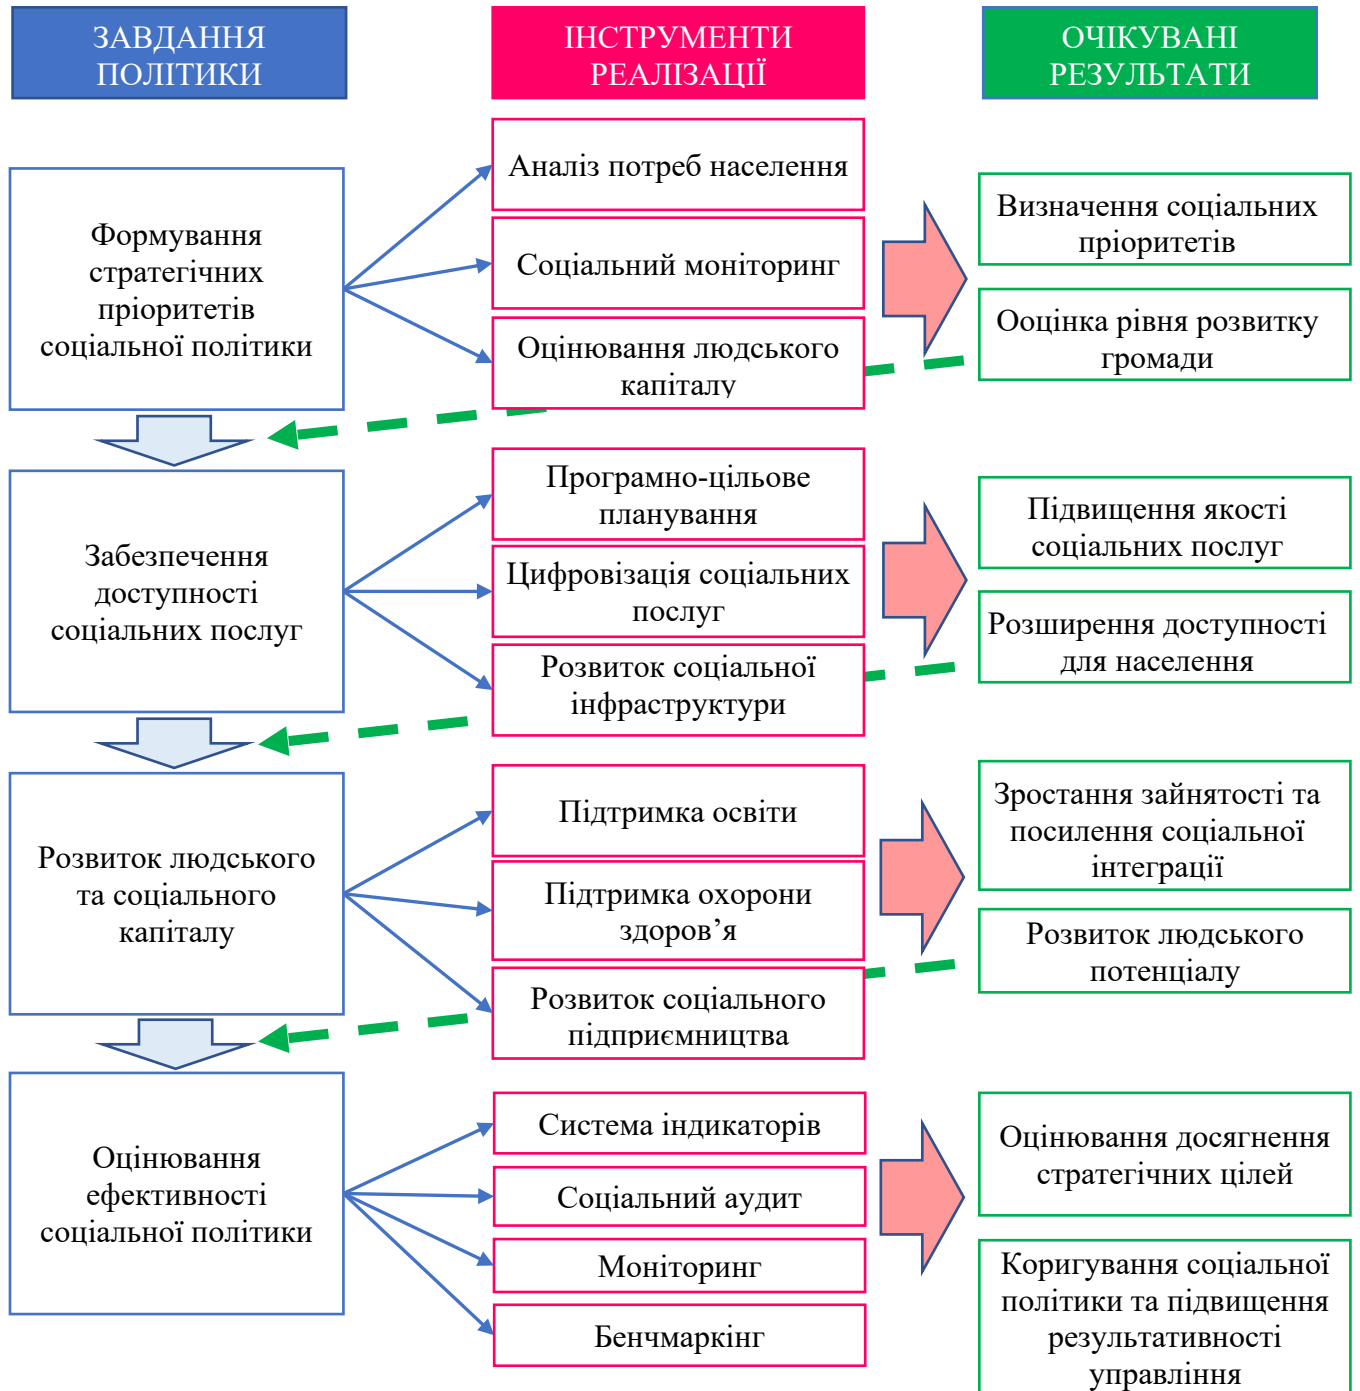 ЗАВДАННЯ
ПОЛІТИКИ
ІНСТРУМЕНТИ
РЕАЛІЗАЦІЇ
ОЧІКУВАНІ
РЕЗУЛЬТАТИ
Формування
стратегічних
пріоритетів
соціальної політики
Аналіз потреб населення
Соціальний моніторинг
Оцінювання людського
капіталу
Визначення соціальних
пріоритетів
Ооцінка рівня розвитку
громади
Забезпечення
доступності
соціальних послуг
Програмно-цільове
планування
Цифровізація соціальних
послуг
Розвиток соціальної
інфраструктури
Підвищення якості
соціальних послуг
Розширення доступності
для населення
Розвиток людського
та соціального
капіталу
Підтримка освіти
Підтримка охорони
здоров’я
Розвиток соціального
підприємництва
Зростання зайнятості та
посилення соціальної
інтеграції
Розвиток людського
потенціалу
Оцінювання
ефективності
соціальної політики
Система індикаторів
Соціальний аудит
Моніторинг
Бенчмаркінг
Оцінювання досягнення
стратегічних цілей
Коригування соціальної
політики та підвищення
результативності
управління